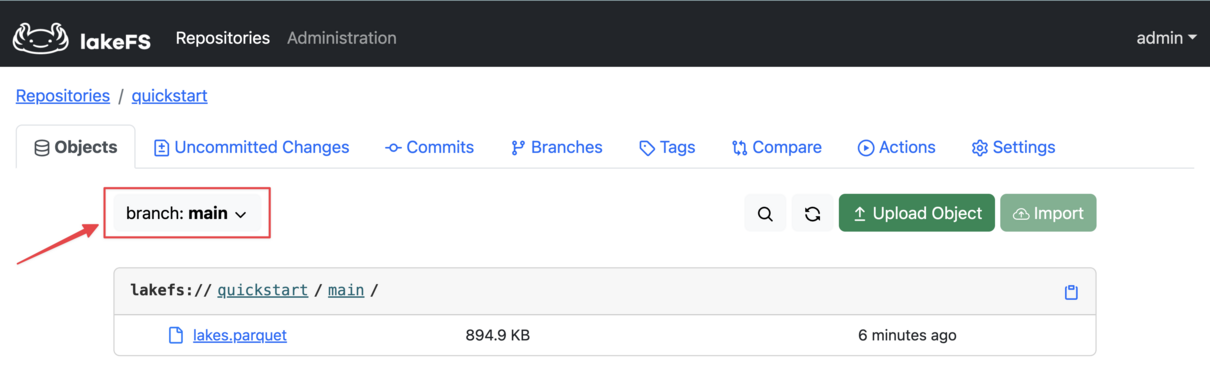 lakeFS Repositories Administration admin
Repositories / quickstart
Objects Uncommitted Changes Commits Branches Tags Compare Actions Settings
branch: main Upload Object Import
lakefs:// quickstart / main /
lakes.parquet 894.9 KB 6 minutes ago